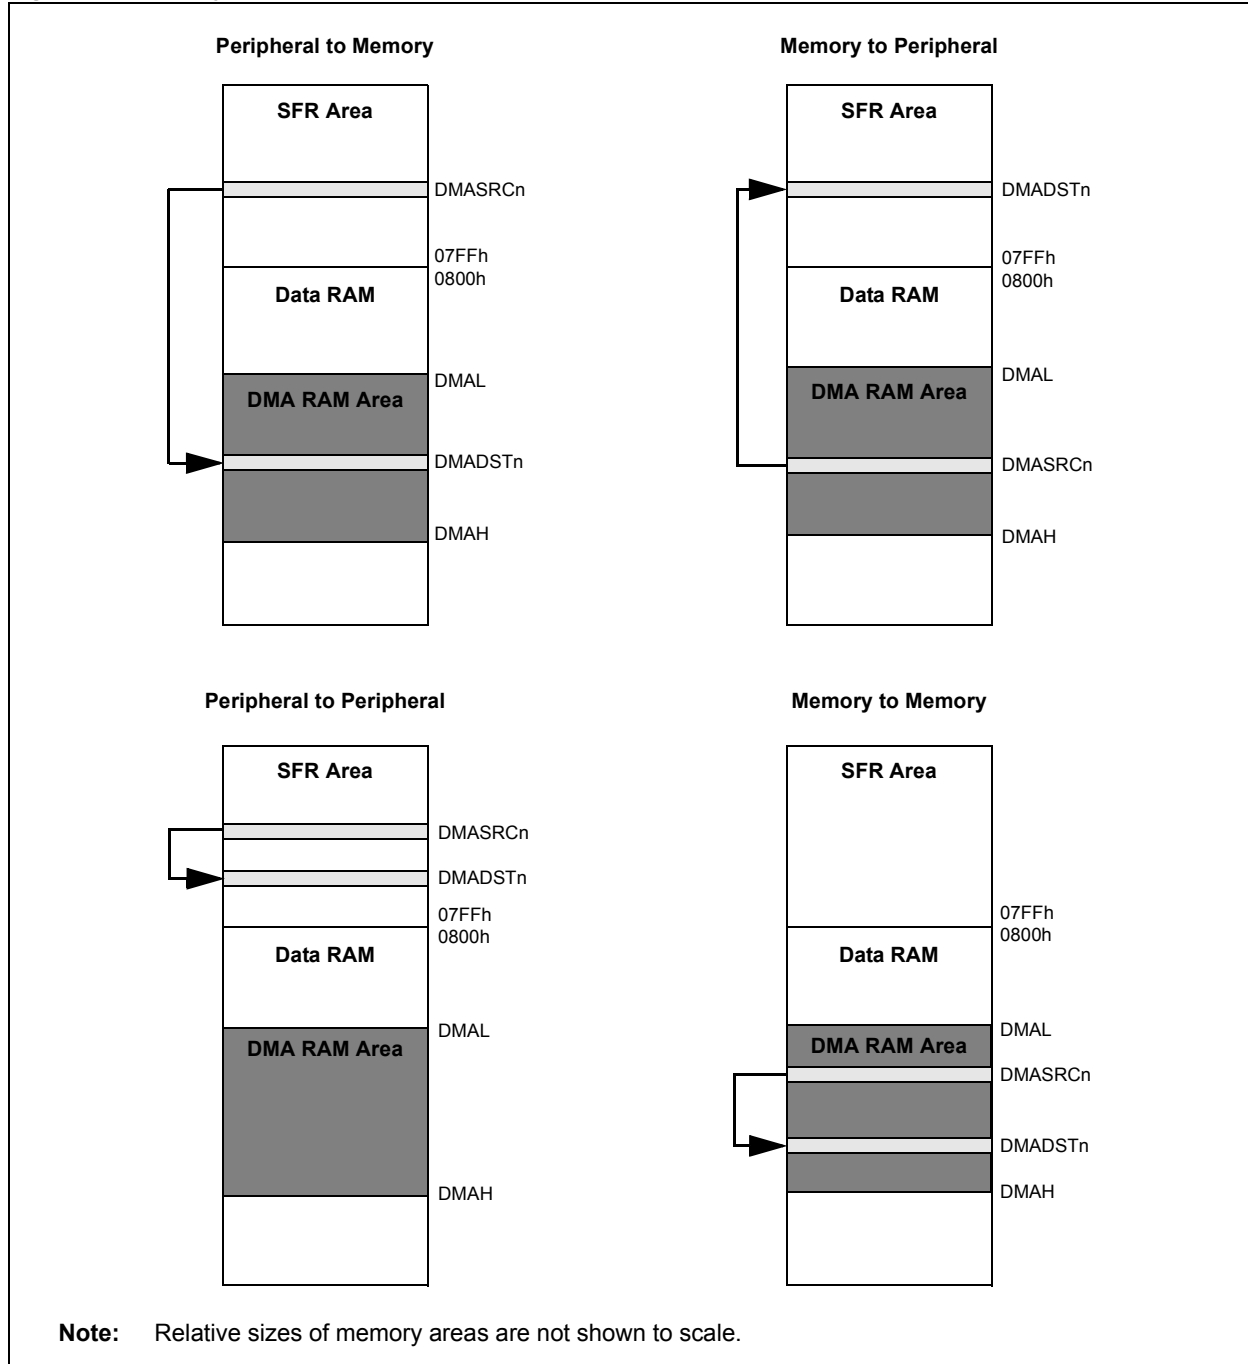 Peripheral to Memory
SFR Area
DMASRCn
07FFh
0800h
Data RAM
DMAL
DMA RAM Area
DMADSTn
DMAH
Memory to Peripheral
SFR Area
DMADSTn
07FFh
0800h
Data RAM
DMAL
DMA RAM Area
DMASRCn
DMAH
Peripheral to Peripheral
SFR Area
DMASRCn
DMADSTn
07FFh
0800h
Data RAM
DMAL
DMA RAM Area
DMAH
Memory to Memory
SFR Area
07FFh
0800h
Data RAM
DMAL
DMA RAM Area
DMASRCn
DMADSTn
DMAH
Note: Relative sizes of memory areas are not shown to scale.